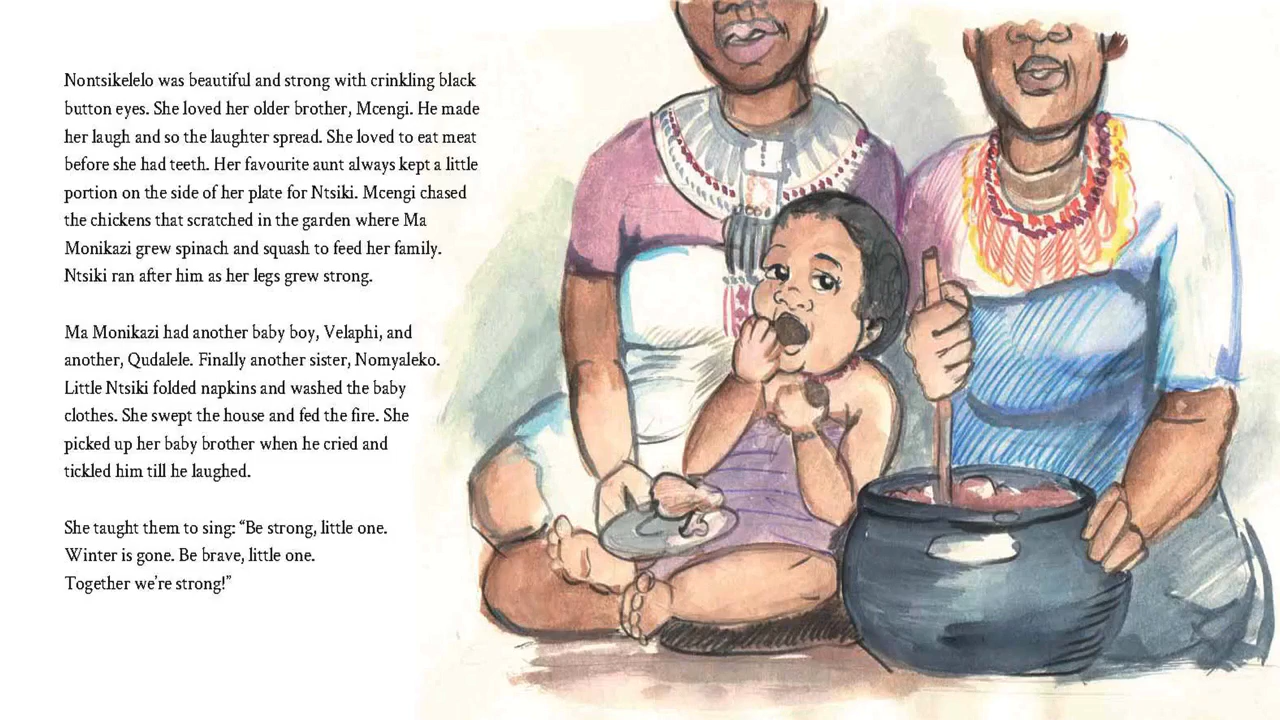 Nontsikelelo was beautiful and strong with crinkling black
button eyes. She loved her older brother, Mcengi. He made
her laugh and so the laughter spread. She loved to eat meat
before she had teeth. Her favourite aunt always kept a little
portion on the side of her plate for Ntsiki. Mcengi chased
the chickens that scratched in the garden where Ma
Monikazi grew spinach and squash to feed her family.
Ntsiki ran after him as her legs grew strong.
Ma Monikazi had another baby boy, Velaphi, and
another, Qudalele. Finally another sister, Nomyaleko.
Little Ntsiki folded napkins and washed the baby
clothes. She swept the house and fed the fire. She
picked up her baby brother when he cried and
tickled him till he laughed.
She taught them to sing: “Be strong, little one.
Winter is gone. Be brave, little one.
Together we’re strong!”